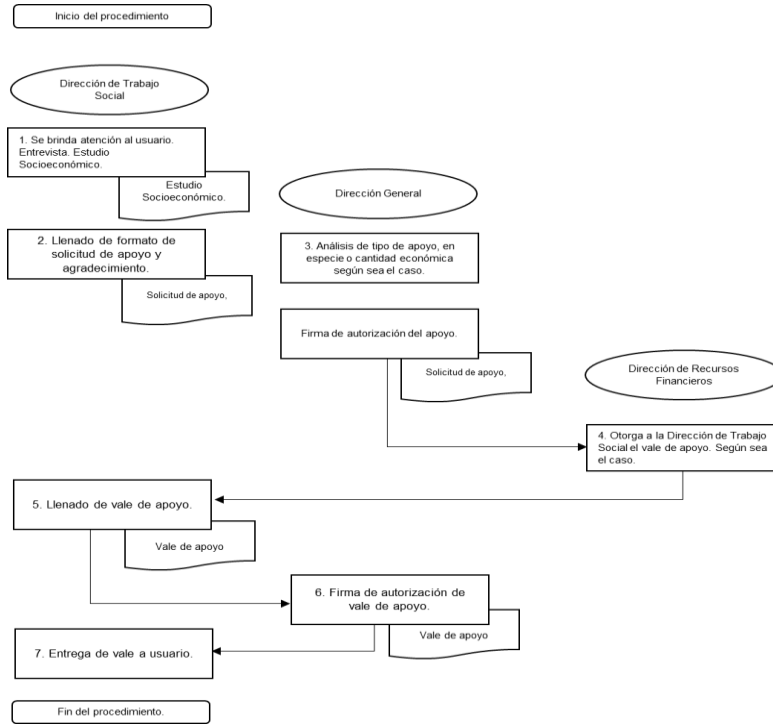 Inicio del procedimiento
Dirección de Trabajo
Social
1. Se brinda atención al usuario.
Entrevista. Estudio
Socioeconómico.
Estudio
Socioeconómico.
Dirección General
2. Llenado de formato de
solicitud de apoyo y
agradecimiento.
Solicitud de apoyo,
3. Análisis de tipo de apoyo, en
especie o cantidad económica
según sea el caso.
Firma de autorización del apoyo.
Solicitud de apoyo,
Dirección de Recursos
Financieros
4. Otorga a la Dirección de Trabajo
Social el vale de apoyo. Según sea
el caso.
5. Llenado de vale de apoyo.
Vale de apoyo
6. Firma de autorización de
vale de apoyo.
Vale de apoyo
7. Entrega de vale a usuario.
Fin del procedimiento.